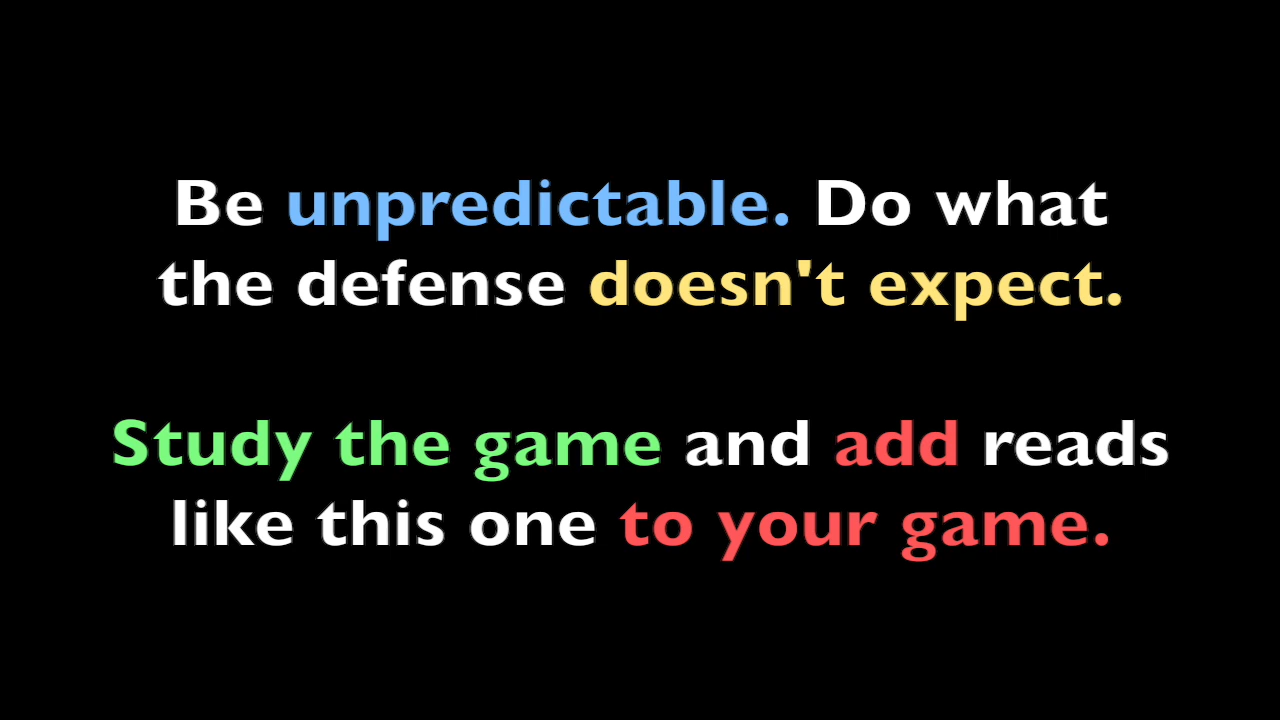 Be unpredictable. Do what
the defense doesn't expect.
Study the game and add reads
like this one to your game.